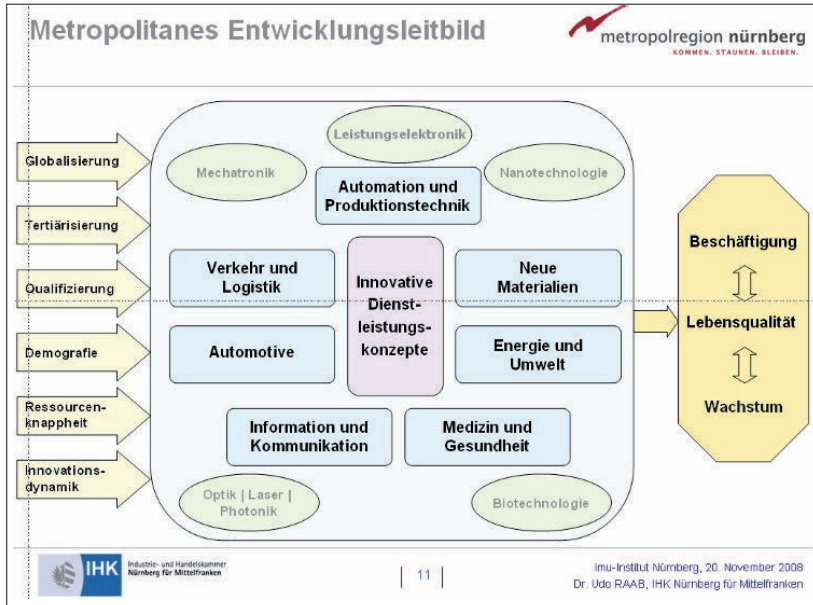 Metropolitanes Entwicklungsleitbild
metropolregion nürnberg
KOMMEN. STAUNEN. BLEIBEN.
Globalisierung
Tertiärisierung
Qualifizierung
Demografie
Ressourcen-
knappheit
Innovations-
dynamik
Leistungselektronik
Mechatronik
Nanotechnologie
Automation und
Produktionstechnik
Verkehr und
Logistik
Innovative
Dienst-
leistungs-
konzepte
Neue
Materialien
Automotive
Energie und
Umwelt
Information und
Kommunikation
Medizin und
Gesundheit
Optik | Laser |
Photonik
Biotechnologie
Beschäftigung
Lebensqualität
Wachstum
IHK
Industrie- und Handelskammer
Nürnberg für Mittelfranken
| 11 |
imu-Institut Nürnberg, 20. November 2008
Dr. Udo RAAB, IHK Nürnberg für Mittelfranken